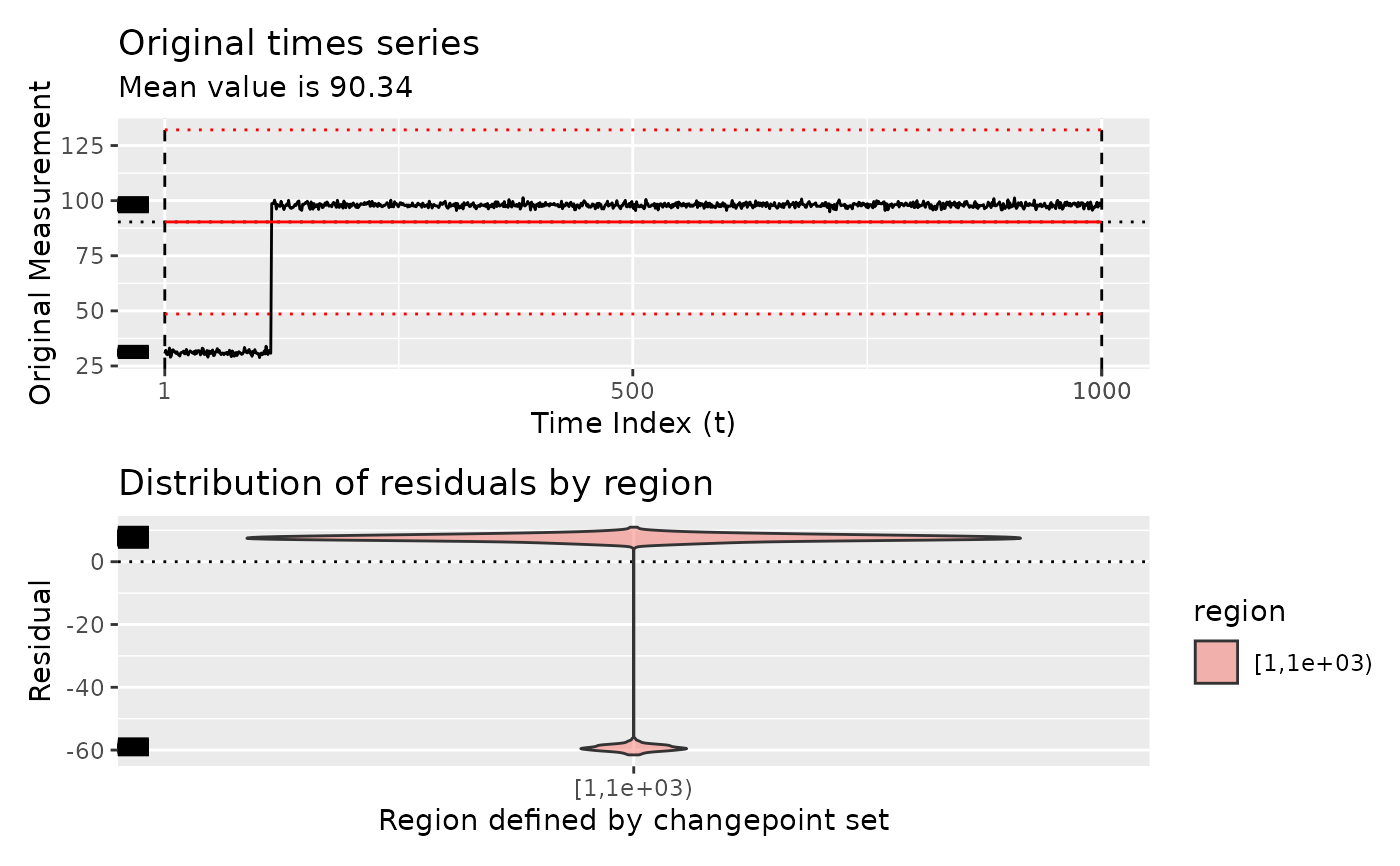 Original times series
Mean value is 90.34
Original Measurement
125
100
75
50
25
1 500 1000
Time Index (t)
Distribution of residuals by region
Residual
0
-20
-40
-60
[1,1e+03)
Region defined by changepoint set
region
[1,1e+03)